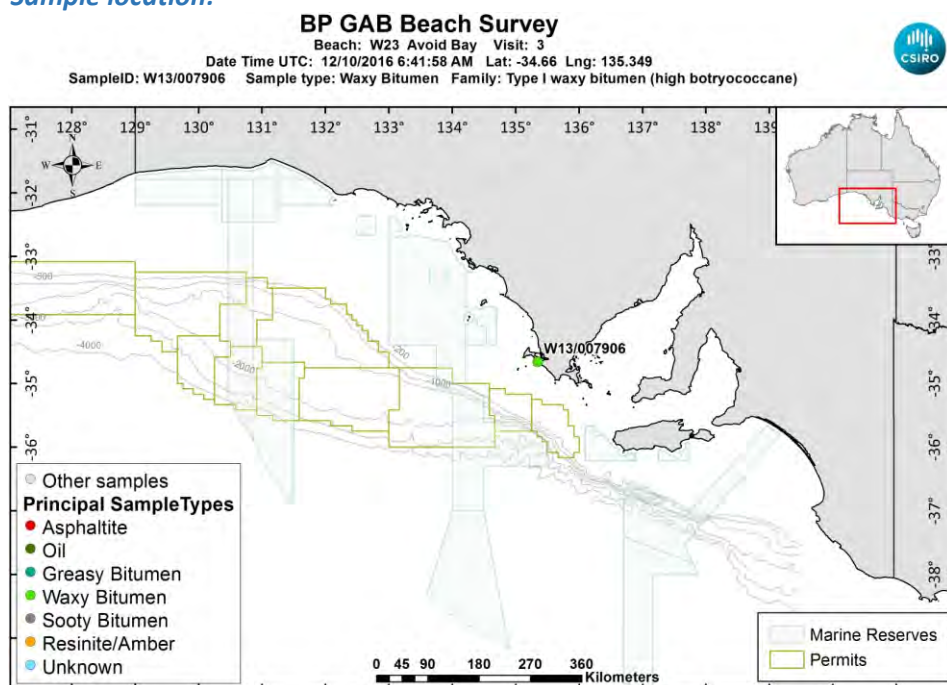 Sample location:
BP GAB Beach Survey
Beach: W23 Avoid Bay Visit: 3
Date Time UTC: 12/10/2016 6:41:58 AM Lat: -34.66 Lng: 135.349
SampleID: W13/007906 Sample type: Waxy Bitumen Family: Type I waxy bitumen (high botryococcane)
CSIRO
128° 129° 130° 131° 132° 133° 134° 135° 136° 137° 138° 139
-31°
-32°
-33°
-34°
-35°
-36°
-37°
-38°
N
W E
S
-31°
-32°
-33°
-34°
-35°
-36°
-37°
-38°
-500
-4000
-2000
-200
-1000
W13/007906
Other samples
Principal SampleTypes
Asphaltite
Oil
Greasy Bitumen
Waxy Bitumen
Sooty Bitumen
Resinite/Amber
Unknown
0 45 90 180 270 360
Kilometers
Marine Reserves
Permits